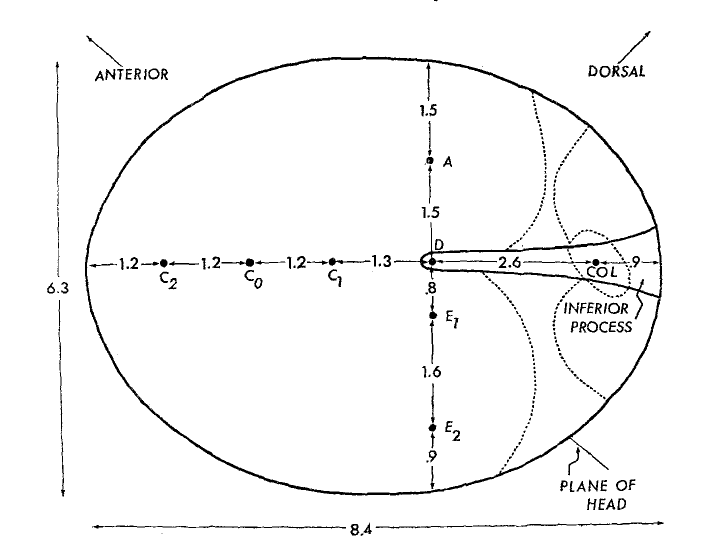 ANTERIOR
DORSAL
1.5
A
1.5
D
1.2 1.2 1.2 1.3 2.6 .9
C2 C0 C1 COL
6.3
.8
INFERIOR
PROCESS
E1
1.6
E2
.9
PLANE OF
HEAD
8.4